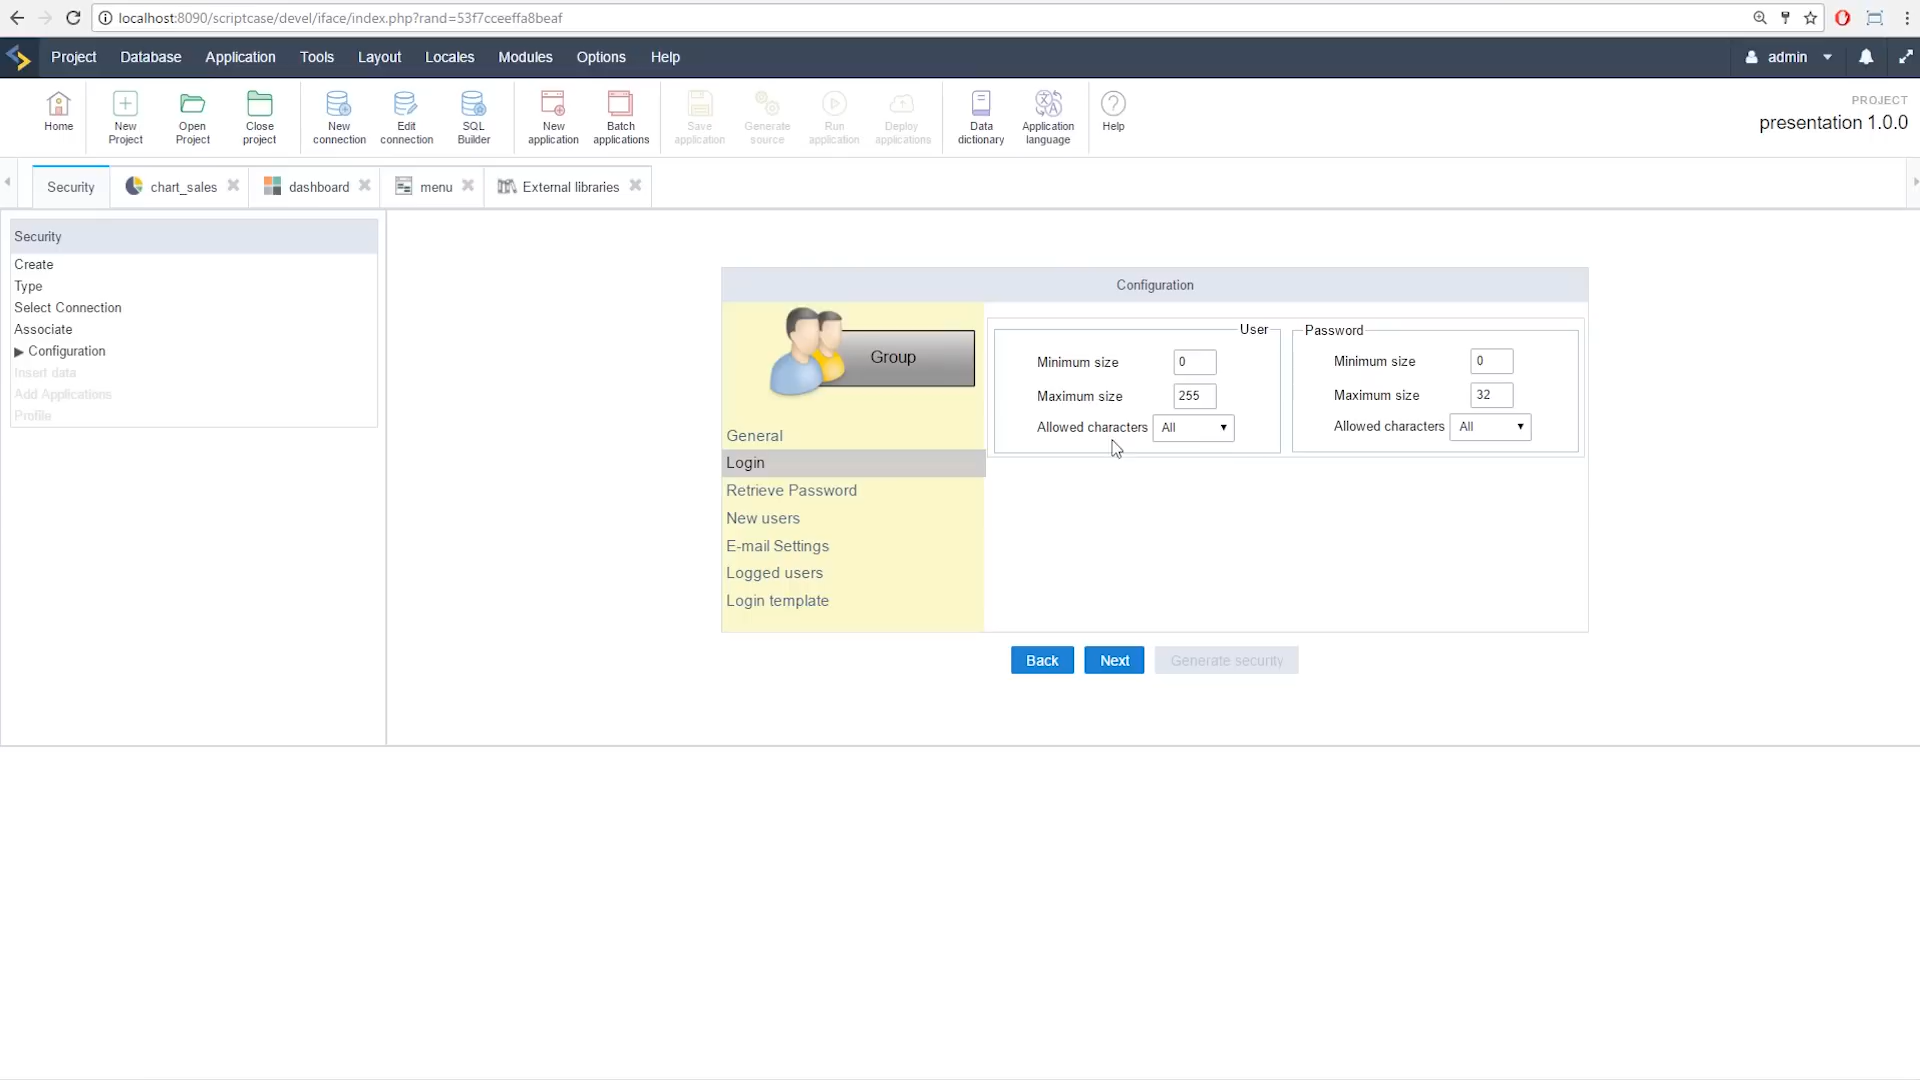 localhost:8090/scriptcase/devel/iface/index.php?rand=53f7cceeffa8beaf
Project Database Application Tools Layout Locales Modules Options Help admin
Home
New Project
Open Project
Close project
New connection
Edit connection
SQL Builder
New application
Batch applications
Save application
Generate source
Run application
Deploy applications
Data dictionary
Application language
Help
PROJECT
presentation 1.0.0
Security chart_sales dashboard menu External libraries
Security
Create
Type
Select Connection
Associate
Configuration
Insert data
Add Applications
Profile
Configuration
Group
General
Login
Retrieve Password
New users
E-mail Settings
Logged users
Login template
User
Minimum size 0
Maximum size 255
Allowed characters All
Password
Minimum size 0
Maximum size 32
Allowed characters All
Back Next Generate security